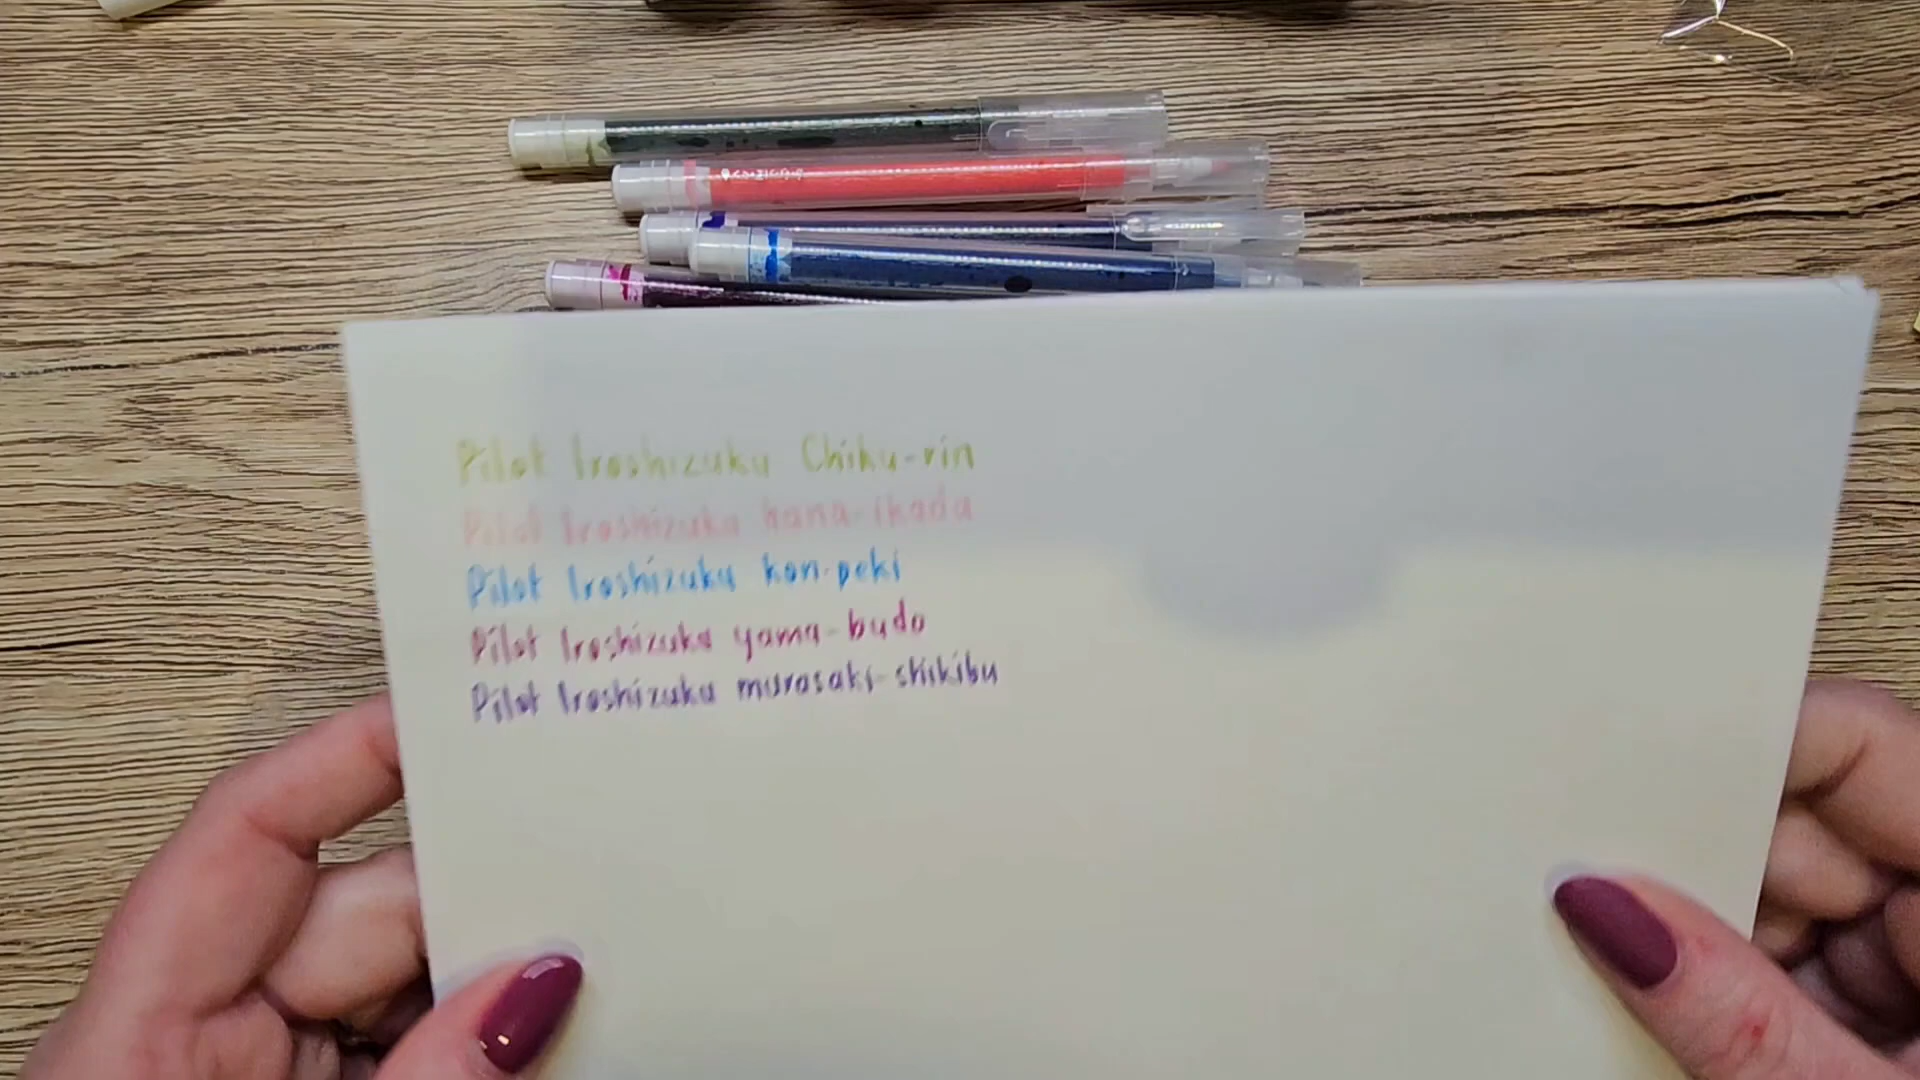 Pilot Iroshizuku Chiku-rin
Pilot Iroshizuku hana-ikada
Pilot Iroshizuku kon-peki
Pilot Iroshizuku yama-budo
Pilot Iroshizuku murasaki-shikibu